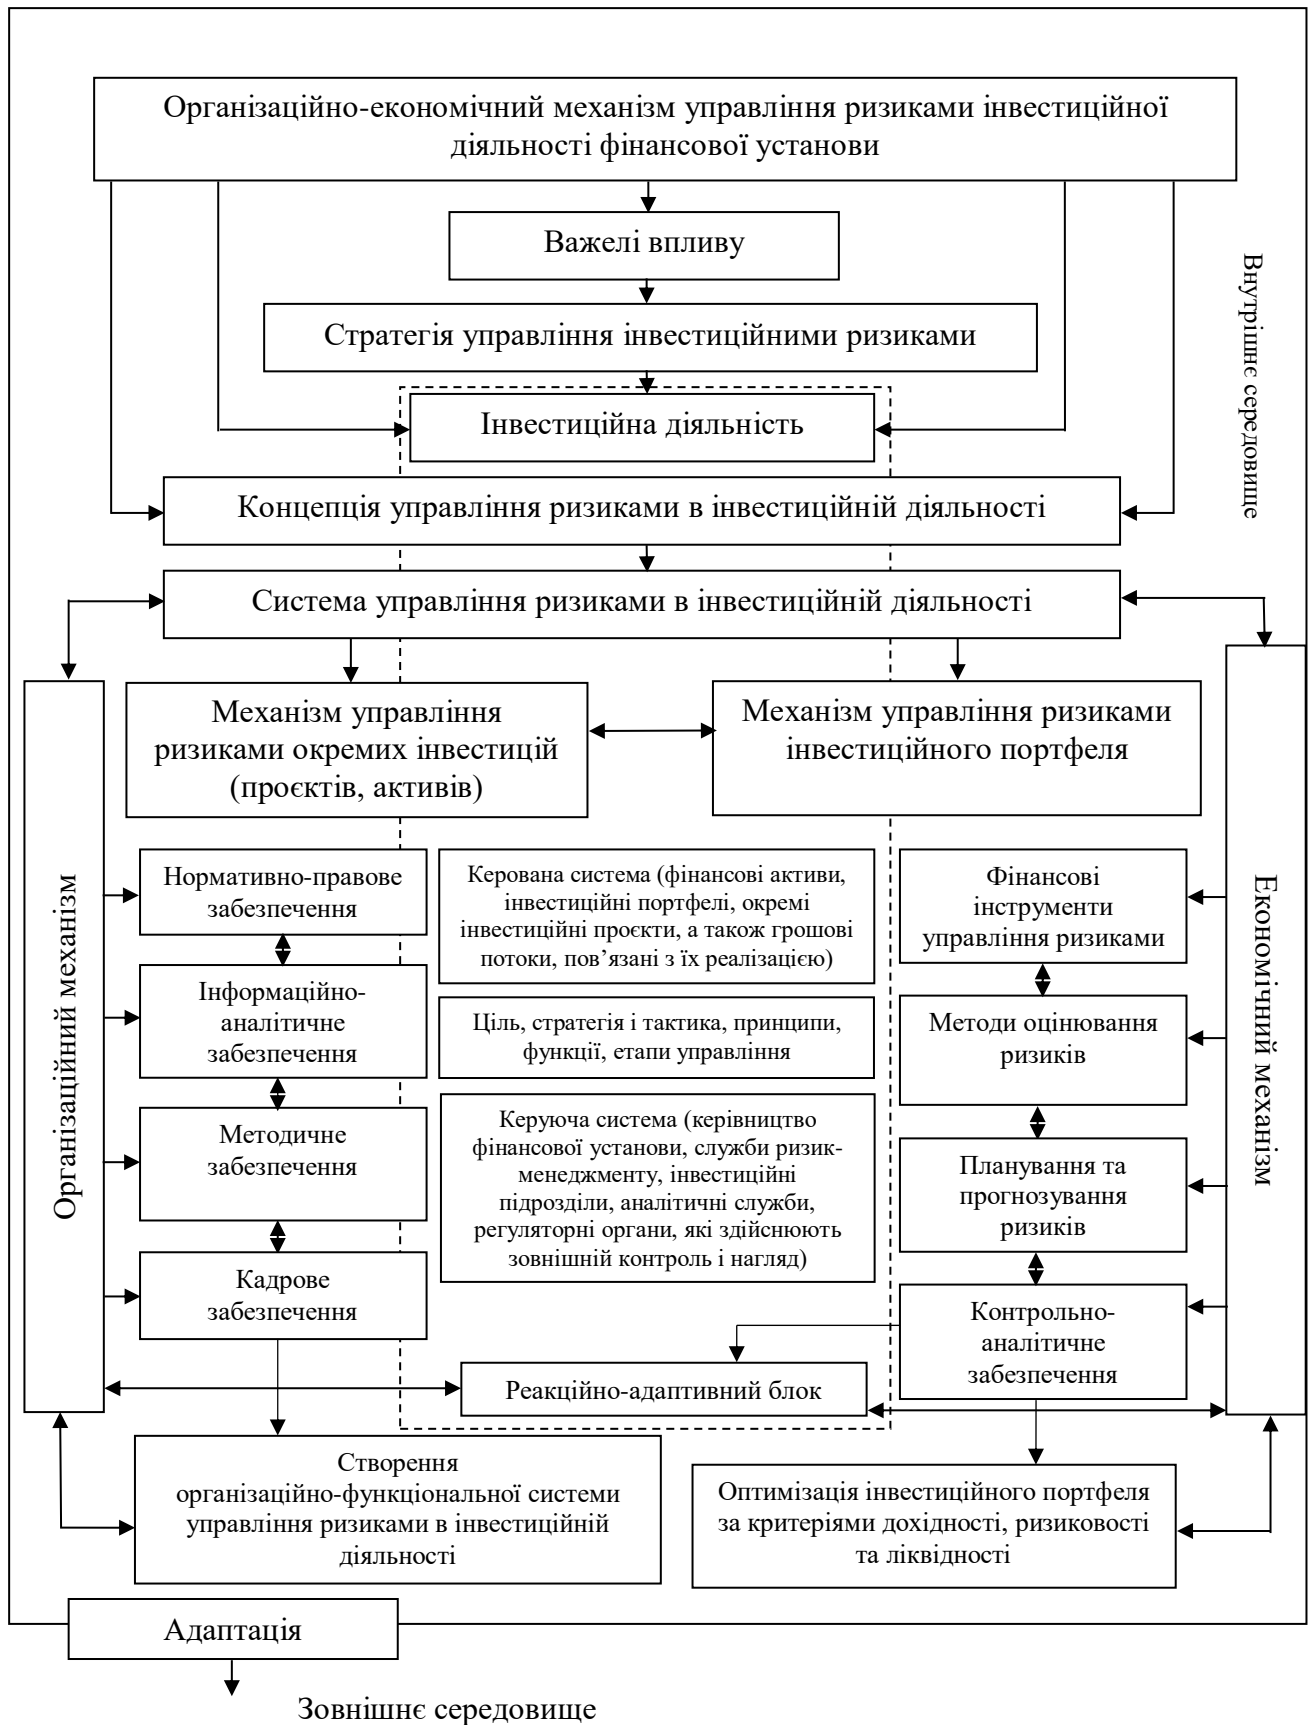 Організаційно-економічний механізм управління ризиками інвестиційної
діяльності фінансової установи
Важелі впливу
Стратегія управління інвестиційними ризиками
Внутрішнє середовище
Інвестиційна діяльність
Концепція управління ризиками в інвестиційній діяльності
Система управління ризиками в інвестиційній діяльності
Організаційний механізм
Механізм управління
ризиками окремих інвестицій
(проєктів, активів)
Механізм управління ризиками
інвестиційного портфеля
Економічний механізм
Нормативно-правове
забезпечення
Інформаційно-
аналітичне
забезпечення
Методичне
забезпечення
Кадрове
забезпечення
Керована система (фінансові активи,
інвестиційні портфелі, окремі
інвестиційні проєкти, а також грошові
потоки, пов’язані з їх реалізацією)
Ціль, стратегія і тактика, принципи,
функції, етапи управління
Керуюча система (керівництво
фінансової установи, служби ризик-
менеджменту, інвестиційні
підрозділи, аналітичні служби,
регуляторні органи, які здійснюють
зовнішній контроль і нагляд)
Фінансові
інструменти
управління ризиками
Методи оцінювання
ризиків
Планування та
прогнозування
ризиків
Контрольно-
аналітичне
забезпечення
Реакційно-адаптивний блок
Створення
організаційно-функціональної системи
управління ризиками в інвестиційній
діяльності
Оптимізація інвестиційного портфеля
за критеріями дохідності, ризиковості
та ліквідності
Адаптація
Зовнішнє середовище